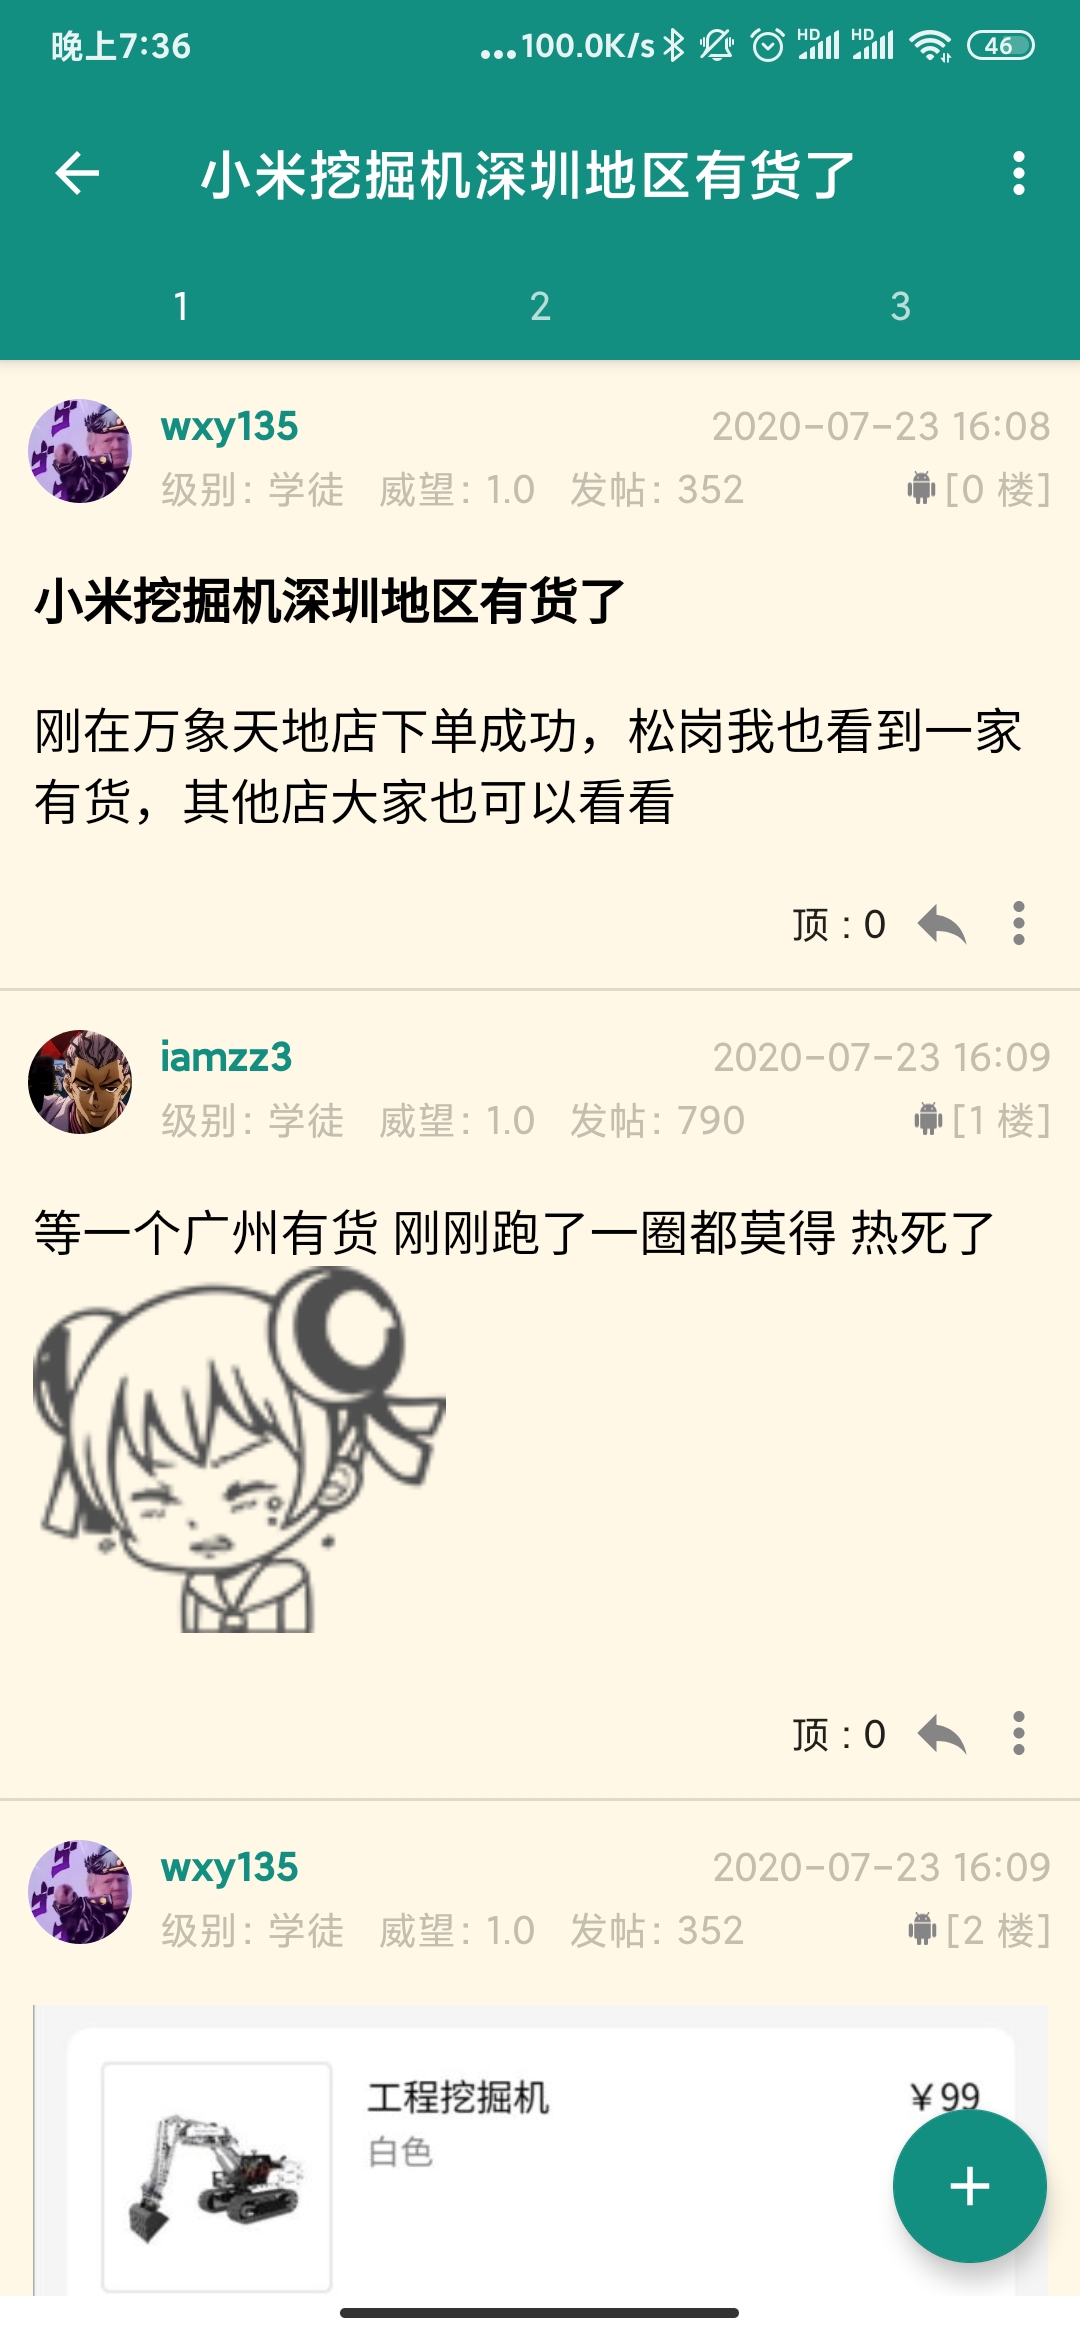 晚上7:36
...100.0K/s
HD
HD
46
小米挖掘机深圳地区有货了
1
2
3
wxy135
2020-07-23 16:08
级别: 学徒 威望: 1.0 发帖: 352
[0 楼]
小米挖掘机深圳地区有货了
刚在万象天地店下单成功，松岗我也看到一家
有货，其他店大家也可以看看
顶 : 0
iamzz3
2020-07-23 16:09
级别: 学徒 威望: 1.0 发帖: 790
[1 楼]
等一个广州有货 刚刚跑了一圈都莫得 热死了
顶 : 0
wxy135
2020-07-23 16:09
级别: 学徒 威望: 1.0 发帖: 352
[2 楼]
工程挖掘机
¥99
白色